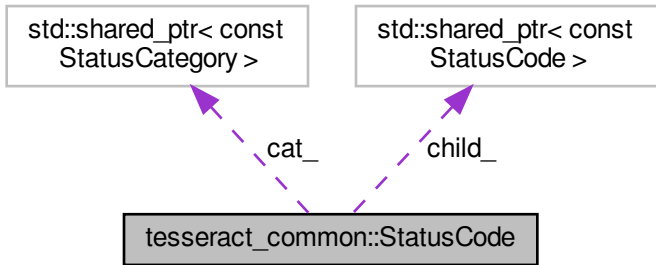 std::shared_ptr< const
StatusCategory >
std::shared_ptr< const
StatusCode >
cat_
child_
tesseract_common::StatusCode